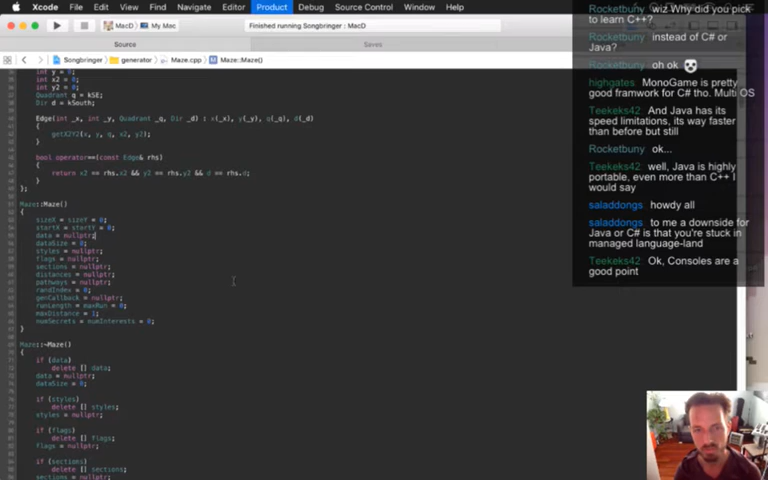 Xcode File Edit View Find Navigate Editor Product Debug Source Control Window Help
MacD My Mac
Finished running Songbringer : MacD
Source
Saves
Songbringer generator Maze.cpp Maze::Maze()
int y = 0;
int x2 = 0;
int y2 = 0;
Quadrant q = kSE;
Dir d = kSouth;
Edge(int _x, int _y, Quadrant _q, Dir _d) : x(_x), y(_y), q(_q), d(_d)
{
getX2Y2(x, y, q, x2, y2);
}
bool operator==(const Edge& rhs)
{
return x2 == rhs.x2 && y2 == rhs.y2 && d == rhs.d;
}
};
Maze::Maze()
{
sizeX = sizeY = 0;
startX = startY = 0;
data = nullptr;
dataSize = 0;
styles = nullptr;
flags = nullptr;
sections = nullptr;
distances = nullptr;
pathways = nullptr;
randIndex = 0;
genCallback = nullptr;
runLength = maxRun = 0;
maxDistance = 1;
numSecrets = numInterests = 0;
}
Maze::~Maze()
{
if (data)
delete [] data;
data = nullptr;
dataSize = 0;
if (styles)
delete [] styles;
styles = nullptr;
if (flags)
delete [] flags;
flags = nullptr;
if (sections)
delete [] sections;
sections = nullptr;
Rocketbuny wiz Why did you pick
to learn C++?
Rocketbuny instead of C# or
Java?
Rocketbuny oh ok
highgates MonoGame is pretty
good framwork for C# tho. Multi OS
Teekeks42 And Java has its
speed limitations, its way faster
than before but still
Rocketbuny ok...
Teekeks42 well, Java is highly
portable, even more than C++ I
would say
saladdongs howdy all
saladdongs to me a downside for
Java or C# is that you're stuck in
managed language-land
Teekeks42 Ok, Consoles are a
good point